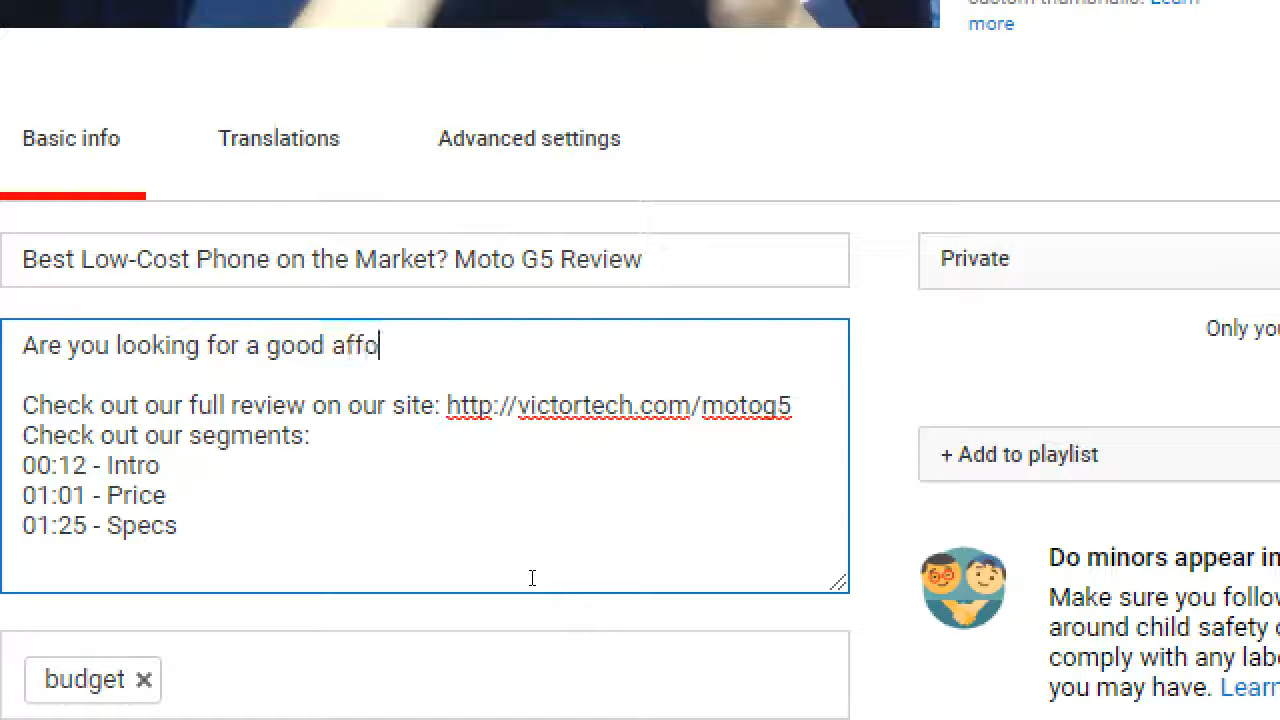 more
Basic info
Translations
Advanced settings
Best Low-Cost Phone on the Market? Moto G5 Review
Private
Are you looking for a good affo
Only you
Check out our full review on our site: http://victortech.com/motog5
Check out our segments:
00:12 - Intro
01:01 - Price
01:25 - Specs
+ Add to playlist
Do minors appear in
Make sure you follow
around child safety
comply with any labo
you may have. Learn
budget